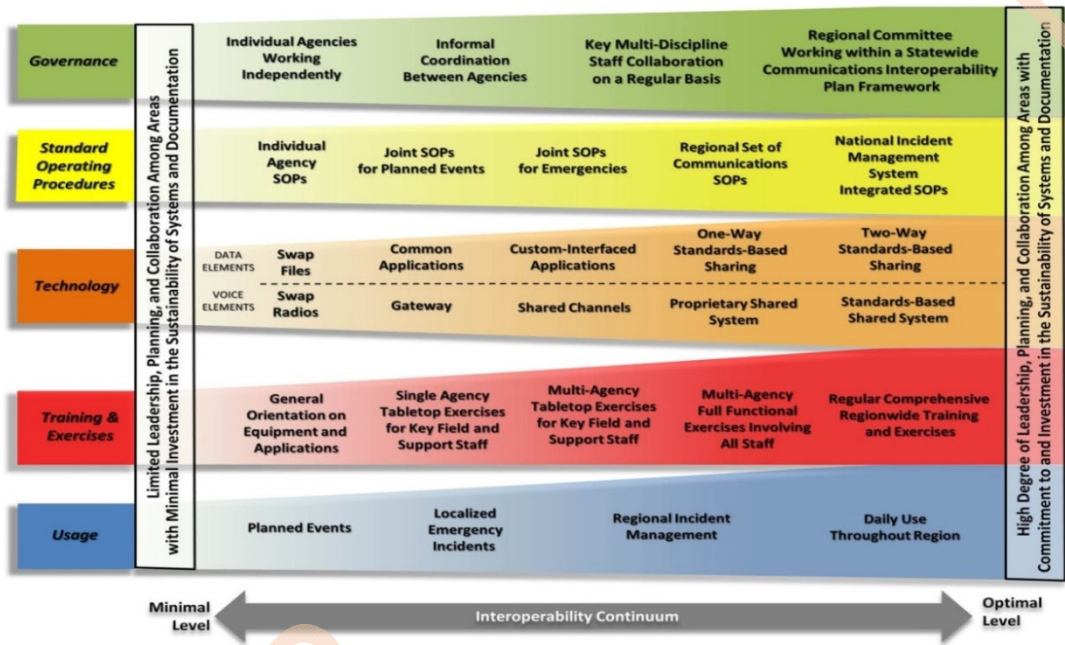 Governance
Individual Agencies
Working
Independently
Informal
Coordination
Between Agencies
Key Multi-Discipline
Staff Collaboration
on a Regular Basis
Regional Committee
Working within a Statewide
Communications Interoperability
Plan Framework
Standard
Operating
Procedures
Individual
Agency
SOPs
Joint SOPs
for Planned Events
Joint SOPs
for Emergencies
Regional Set of
Communications
SOPs
National Incident
Management
System
Integrated SOPs
Technology
DATA
ELEMENTS
Swap
Files
Common
Applications
Custom-Interfaced
Applications
One-Way
Standards-Based
Sharing
Two-Way
Standards-Based
Sharing
VOICE
ELEMENTS
Swap
Radios
Gateway
Shared Channels
Proprietary Shared
System
Standards-Based
Shared System
Training &
Exercises
General
Orientation on
Equipment and
Applications
Single Agency
Tabletop Exercises
for Key Field and
Support Staff
Multi-Agency
Tabletop Exercises
for Key Field and
Support Staff
Multi-Agency
Full Functional
Exercises Involving
All Staff
Regular Comprehensive
Regionwide Training
and Exercises
Usage
Planned Events
Localized
Emergency
Incidents
Regional Incident
Management
Daily Use
Throughout Region
Limited Leadership, Planning, and Collaboration Among Areas
with Minimal Investment in the Sustainability of Systems and Documentation
High Degree of Leadership, Planning, and Collaboration Among Areas with
Commitment to and Investment in the Sustainability of Systems and Documentation
Minimal
Level
Interoperability Continuum
Optimal
Level